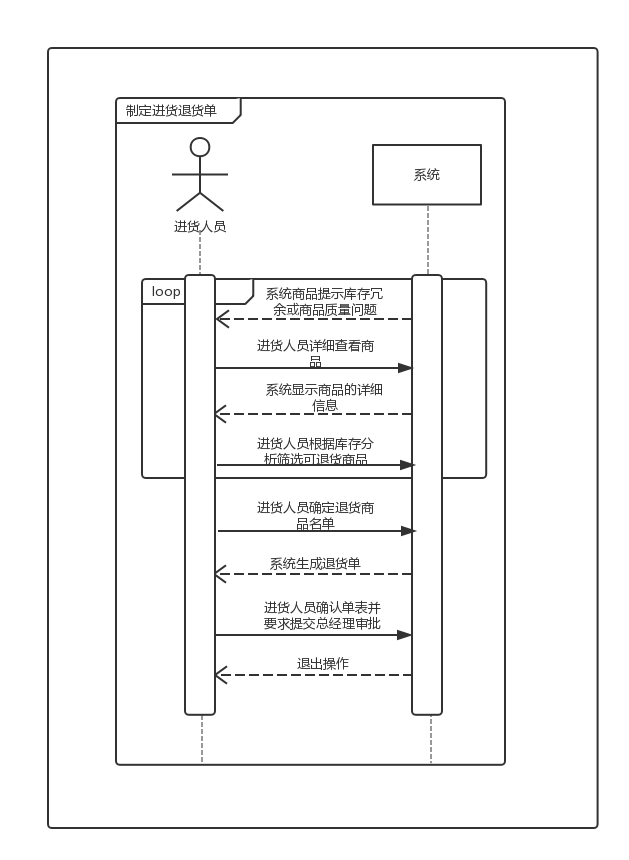 制定进货退货单
系统
进货人员
loop
系统商品提示库存冗
余或商品质量问题
进货人员详细查看商
品
系统显示商品的详细
信息
进货人员根据库存分
析筛选可退货商品
进货人员确定退货商
品名单
系统生成退货单
进货人员确认单表并
要求提交总经理审批
退出操作